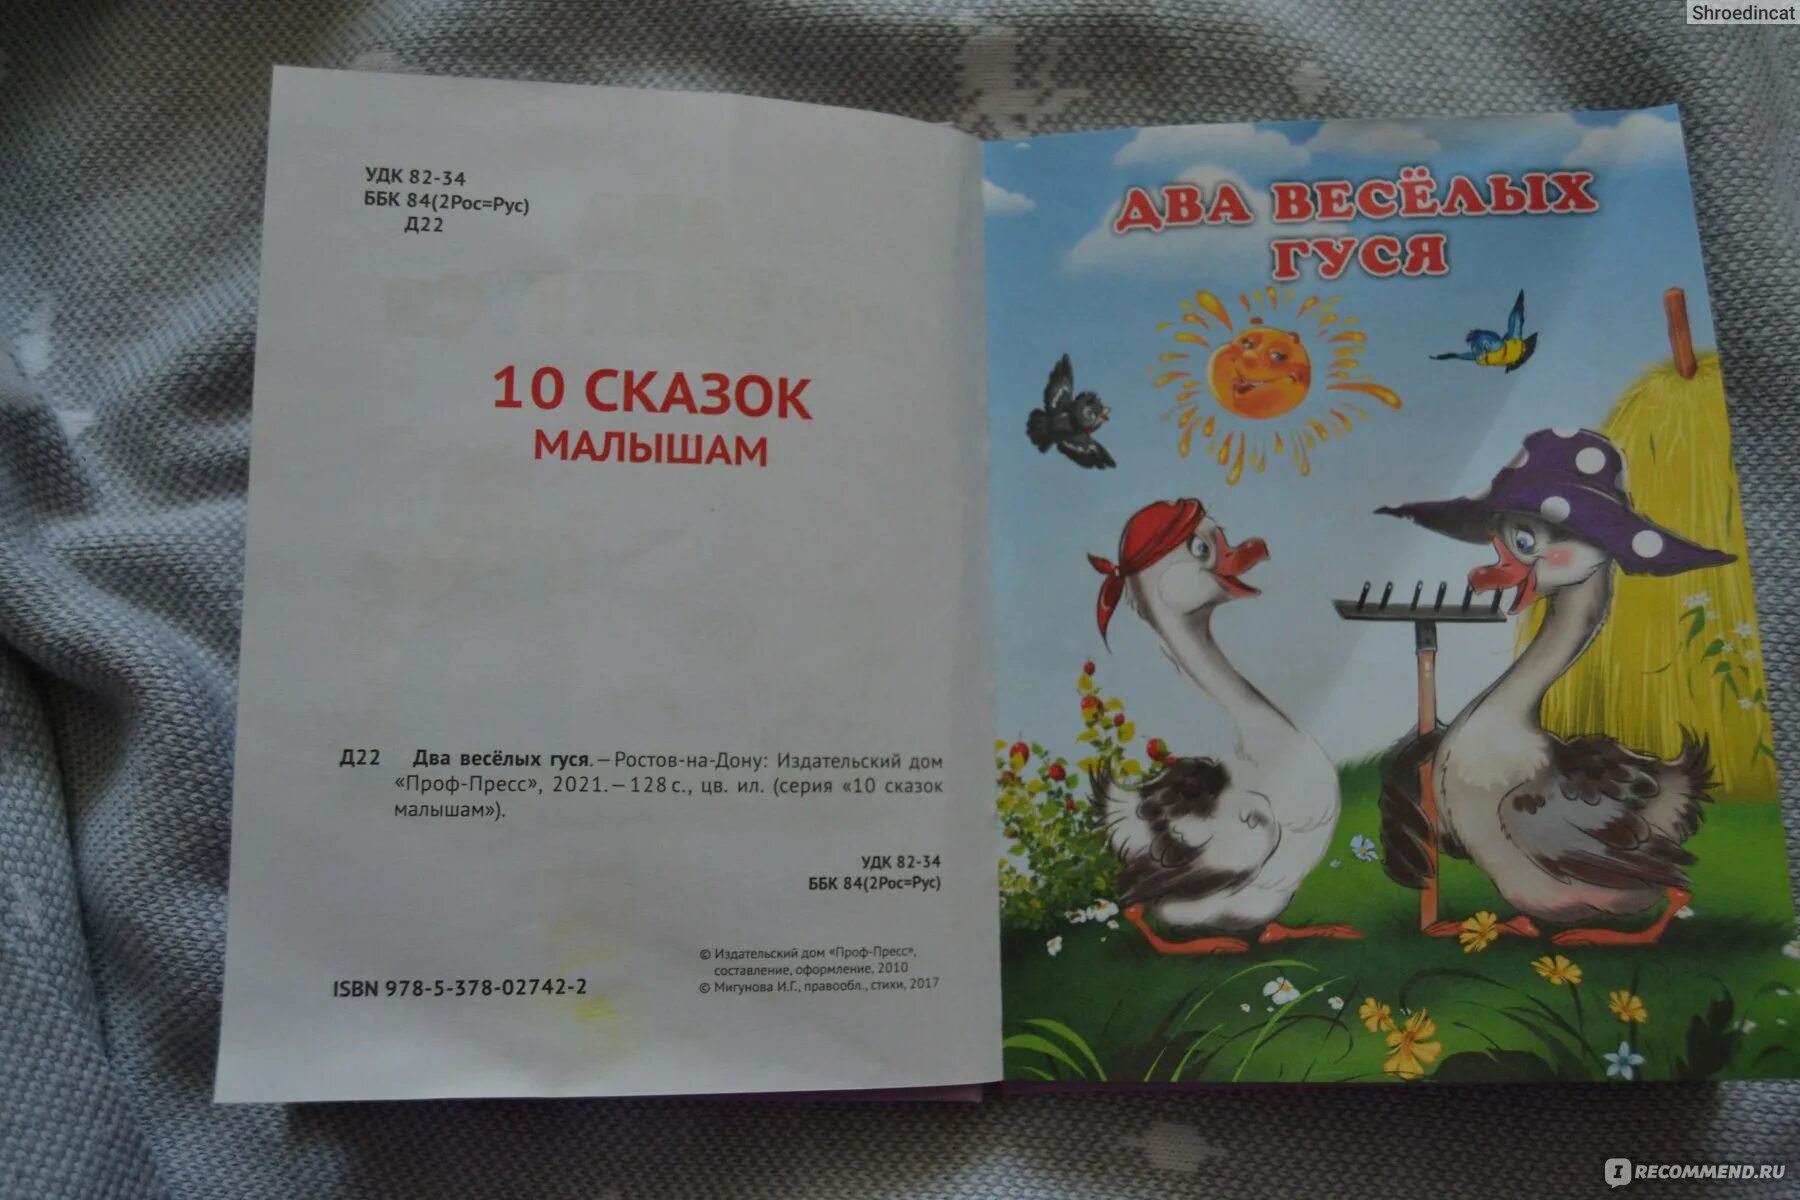 Shroedincat
УДК 82-34
ББК 84(2Рос=Рус)
Д22
10 СКАЗОК
МАЛЫШАМ
Д22 Два весёлых гуся.—Ростов-на-Дону: Издательский дом
«Проф-Пресс», 2021.—128 с., цв. ил. (серия «10 сказок
малышам»).
УДК 82-34
ББК 84(2Рос=Рус)
ISBN 978-5-378-02742-2
© Издательский дом «Проф-Пресс»,
составление, оформление, 2010
© Мигунова И.Г., правообл., стихи, 2017
ДВА ВЕСЁЛЫХ
ГУСЯ
IRECOMMEND.RU